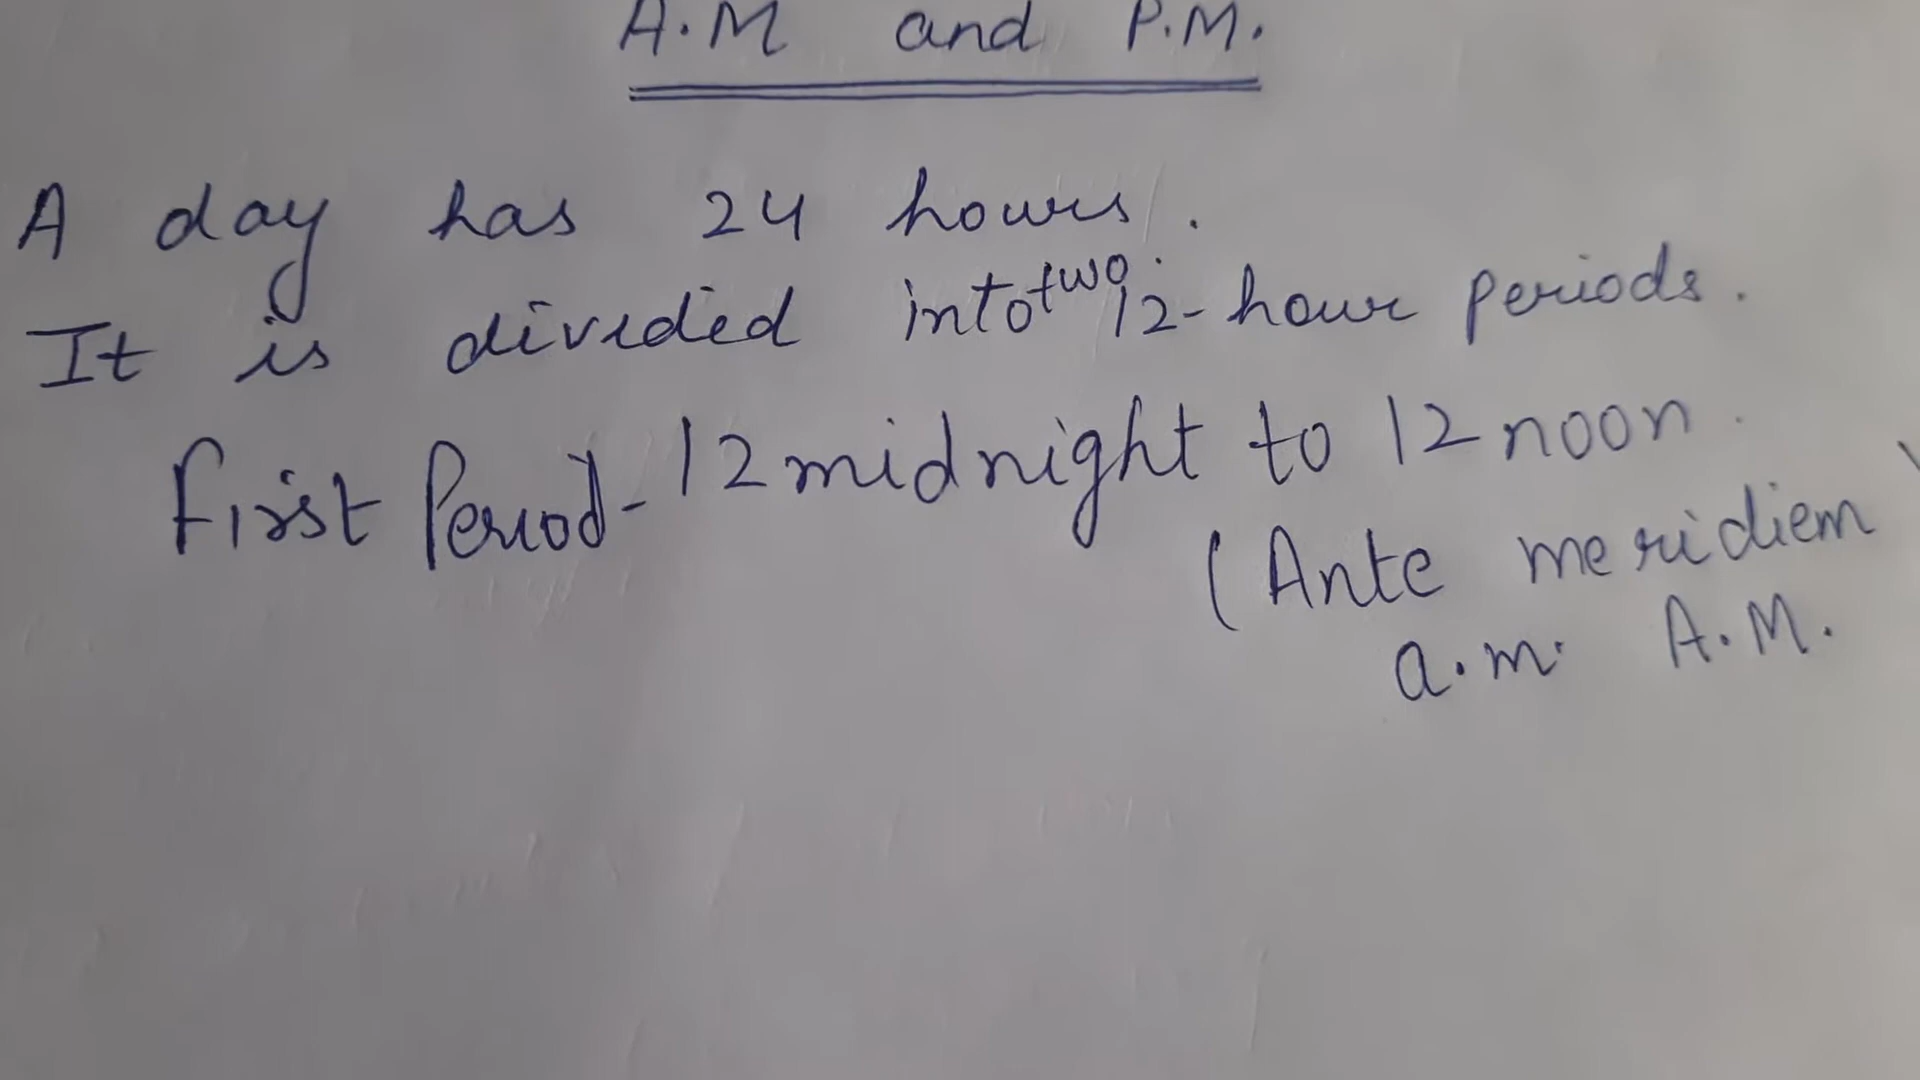 A.M and P.M.
A day has 24 hours.
It is divided into two 12-hour periods.
First Period - 12 midnight to 12 noon.
(Ante meridiem)
a.m. A.M.